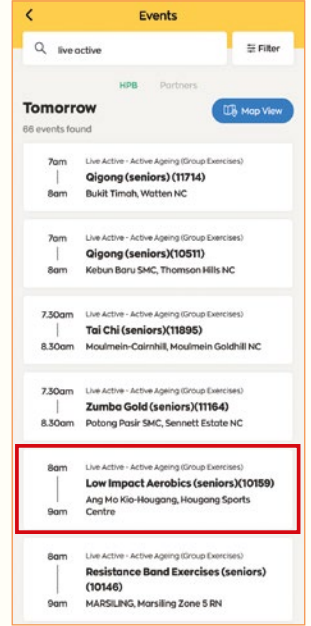 Events
live active
Filter
HPB Partners
Tomorrow
Map View
66 events found
7am
Live Active - Active Ageing (Group Exercises)
Qigong (seniors) (11714)
8am
Bukit Timah, Watten NC
7am
Live Active - Active Ageing (Group Exercises)
Qigong (seniors)(10511)
8am
Kebun Baru SMC, Thomson Hills NC
7.30am
Live Active - Active Ageing (Group Exercises)
Tai Chi (seniors)(11895)
8.30am
Moulmein-Cairnhill, Moulmein Goldhill NC
7.30am
Live Active - Active Ageing (Group Exercises)
Zumba Gold (seniors)(11164)
8.30am
Potong Pasir SMC, Sennett Estate NC
8am
Live Active - Active Ageing (Group Exercises)
Low Impact Aerobics (seniors)(10159)
Ang Mo Kio-Hougang, Hougang Sports
9am
Centre
8am
Live Active - Active Ageing (Group Exercises)
Resistance Band Exercises (seniors)
(10146)
9am
MARSILING, Marsiling Zone 5 RN